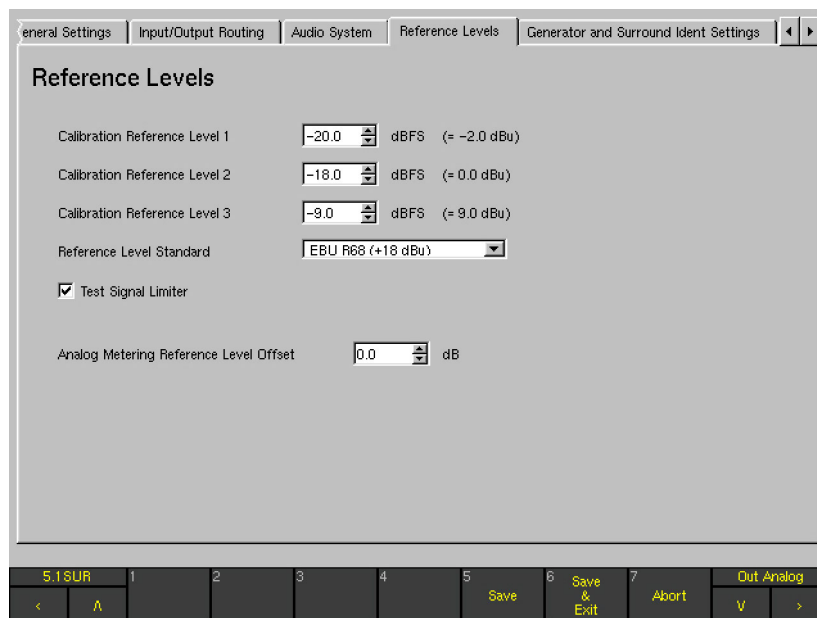 eneral Settings Input/Output Routing Audio System Reference Levels Generator and Surround Ident Settings
Reference Levels
Calibration Reference Level 1 -20.0 dBFS (= -2.0 dBu)
Calibration Reference Level 2 -18.0 dBFS (= 0.0 dBu)
Calibration Reference Level 3 -9.0 dBFS (= 9.0 dBu)
Reference Level Standard EBU R68 (+18 dBu)
Test Signal Limiter
Analog Metering Reference Level Offset 0.0 dB
5.1SUR 1 2 3 4 5 Save 6 Save & Exit 7 Abort Out Analog
< Λ V >